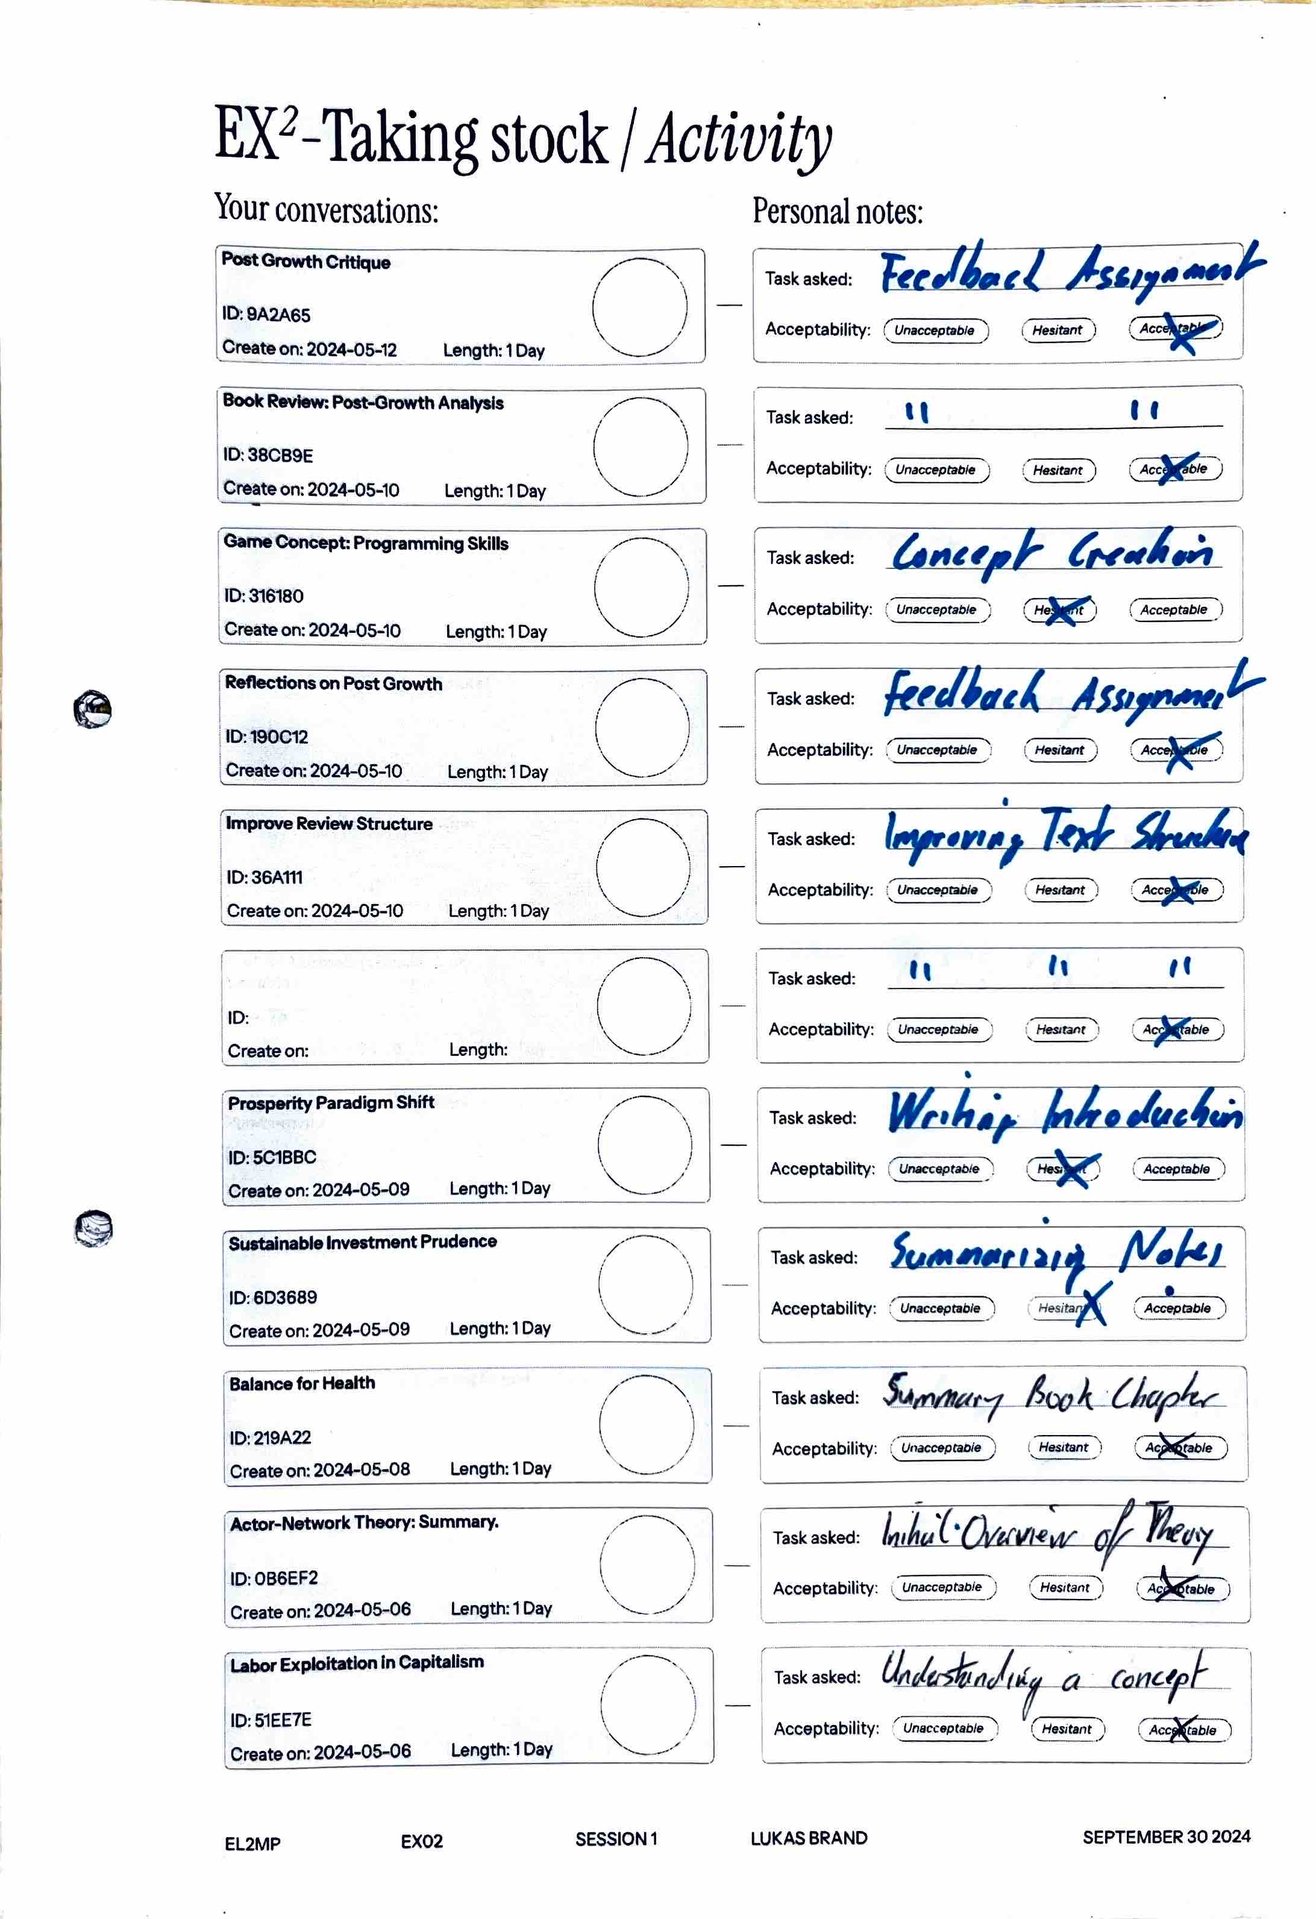 EX²-Taking stock / Activity
Your conversations:
Personal notes:
Post Growth Critique
ID: 9A2A65
Create on: 2024-05-12 Length: 1 Day
Task asked: Feedback Assignment
Acceptability: Unacceptable Hesitant Acceptable
Book Review: Post-Growth Analysis
ID: 38CB9E
Create on: 2024-05-10 Length: 1 Day
Task asked: " "
Acceptability: Unacceptable Hesitant Acceptable
Game Concept: Programming Skills
ID: 316180
Create on: 2024-05-10 Length: 1 Day
Task asked: Concept Creation
Acceptability: Unacceptable Hesitant Acceptable
Reflections on Post Growth
ID: 190C12
Create on: 2024-05-10 Length: 1 Day
Task asked: Feedback Assignment
Acceptability: Unacceptable Hesitant Acceptable
Improve Review Structure
ID: 36A111
Create on: 2024-05-10 Length: 1 Day
Task asked: Improving Text Structure
Acceptability: Unacceptable Hesitant Acceptable
ID:
Create on: Length:
Task asked: " " "
Acceptability: Unacceptable Hesitant Acceptable
Prosperity Paradigm Shift
ID: 5C1BBC
Create on: 2024-05-09 Length: 1 Day
Task asked: Writing Introduction
Acceptability: Unacceptable Hesitant Acceptable
Sustainable Investment Prudence
ID: 6D3689
Create on: 2024-05-09 Length: 1 Day
Task asked: Summarizing Notes
Acceptability: Unacceptable Hesitant Acceptable
Balance for Health
ID: 219A22
Create on: 2024-05-08 Length: 1 Day
Task asked: Summary Book Chapter
Acceptability: Unacceptable Hesitant Acceptable
Actor-Network Theory: Summary.
ID: 0B6EF2
Create on: 2024-05-06 Length: 1 Day
Task asked: Initial Overview of Theory
Acceptability: Unacceptable Hesitant Acceptable
Labor Exploitation in Capitalism
ID: 51EE7E
Create on: 2024-05-06 Length: 1 Day
Task asked: Understanding a concept
Acceptability: Unacceptable Hesitant Acceptable
EL2MP EX02 SESSION 1 LUKAS BRAND SEPTEMBER 30 2024